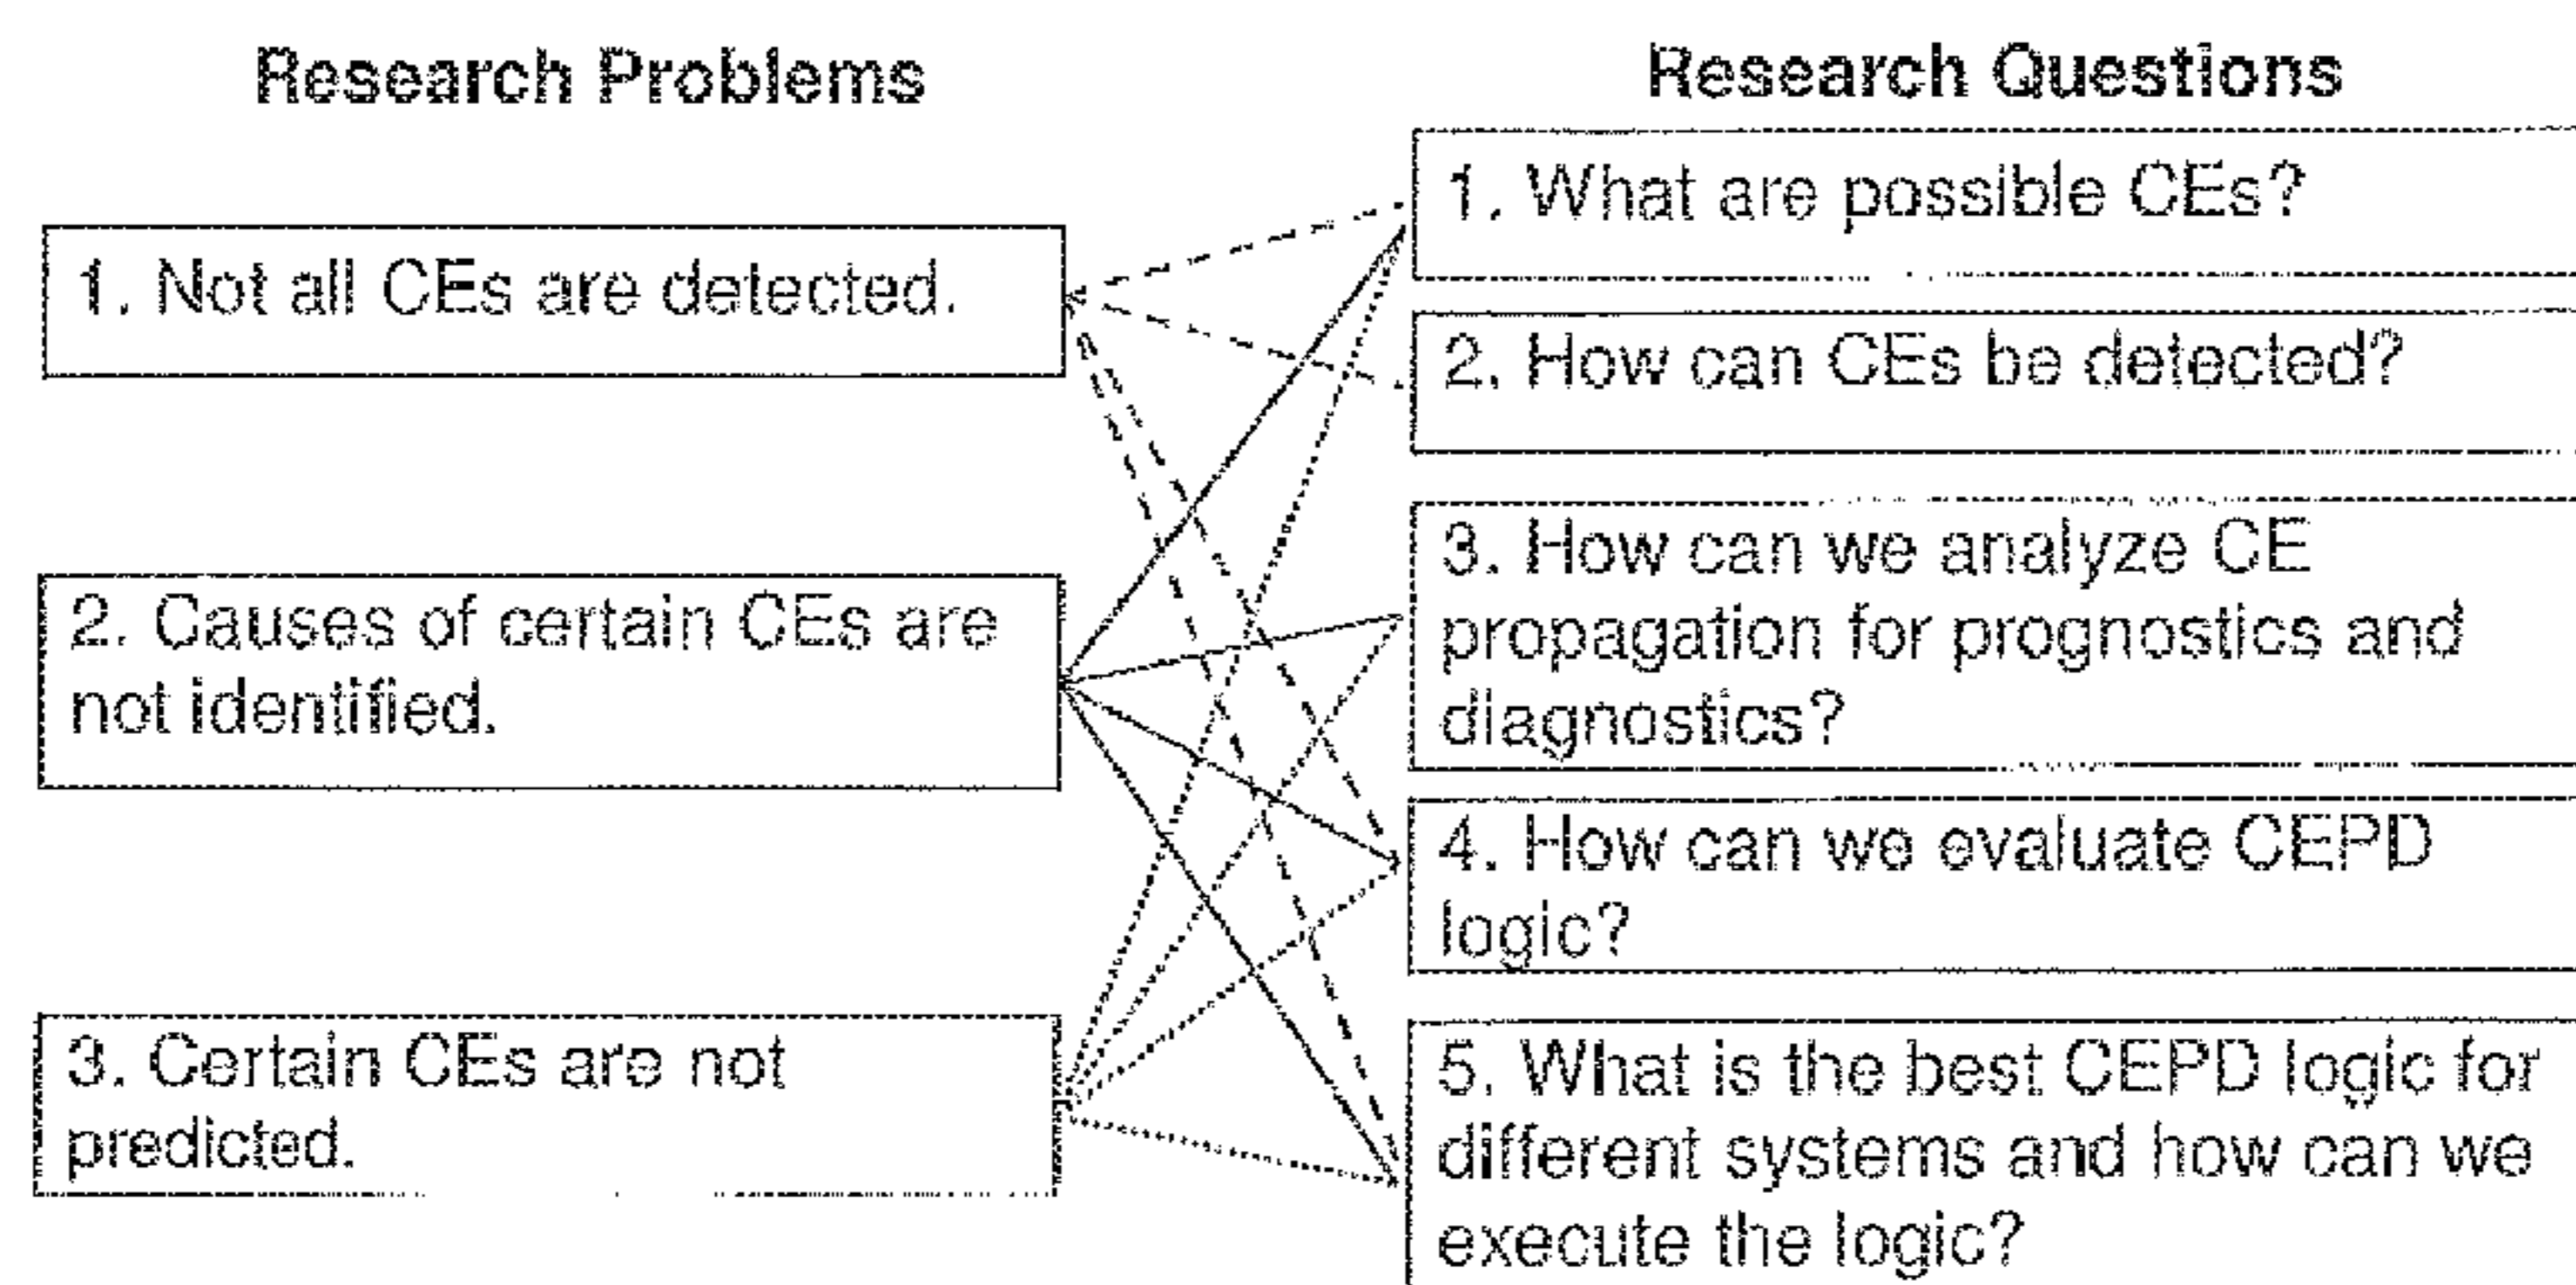 Research Problems
1. Not all CEs are detected.
2. Causes of certain CEs are
not identified.
3. Certain CEs are not
predicted.
Research Questions
1. What are possible CEs?
2. How can CEs be detected?
3. How can we analyze CE
propagation for prognostics and
diagnostics?
4. How can we evaluate CEPD
logic?
5. What is the best CEPD logic for
different systems and how can we
execute the logic?